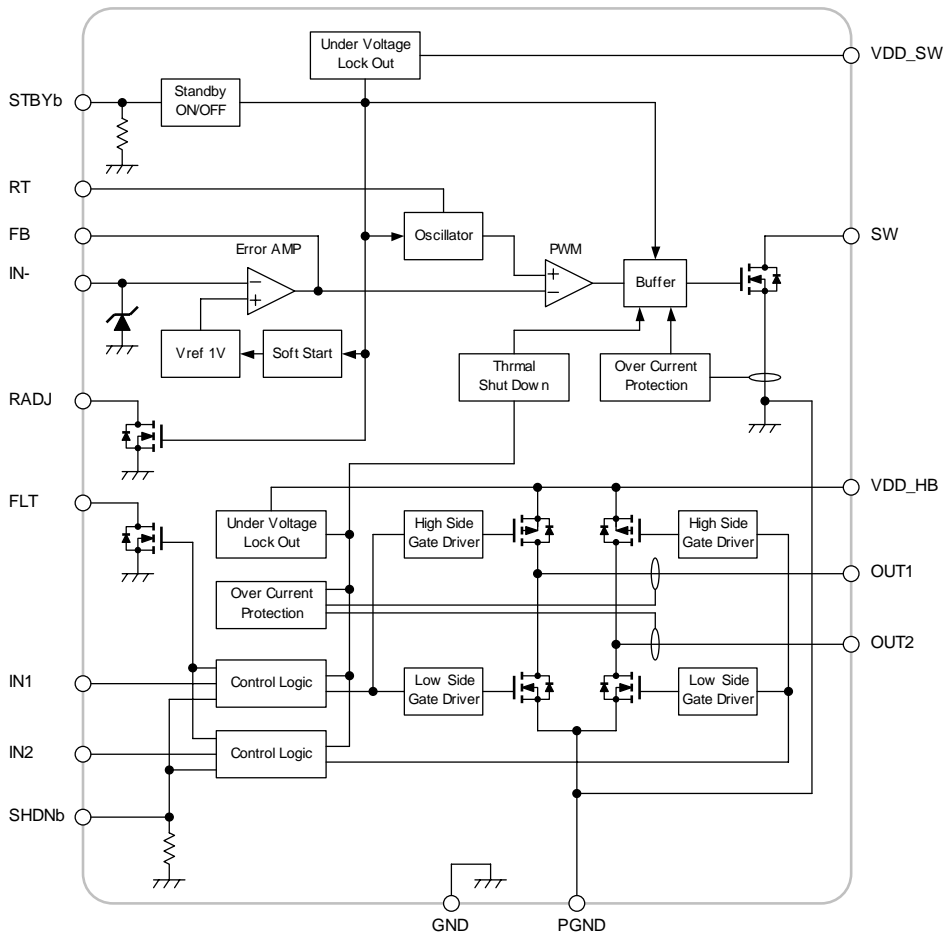 Under Voltage
Lock Out
VDD_SW
STBYb
Standby
ON/OFF
RT
FB
Error AMP
Oscillator
PWM
SW
IN-
−
+
+
−
Buffer
Vref 1V
Soft Start
Thrmal
Shut Down
Over Current
Protection
RADJ
VDD_HB
FLT
Under Voltage
Lock Out
High Side
Gate Driver
High Side
Gate Driver
OUT1
Over Current
Protection
OUT2
IN1
Control Logic
Low Side
Gate Driver
Low Side
Gate Driver
IN2
Control Logic
SHDNb
GND
PGND